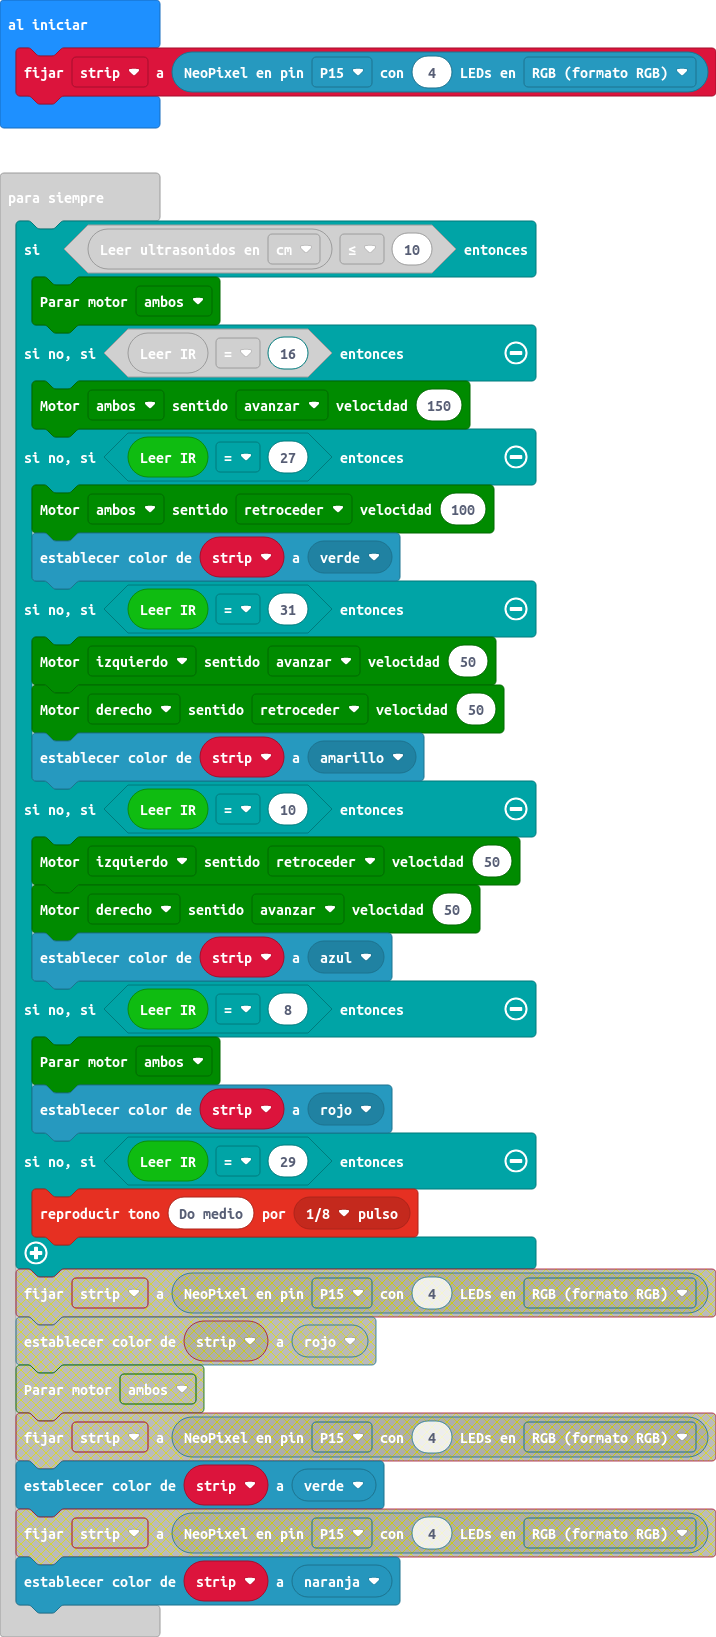 al iniciar
fijar strip a NeoPixel en pin P15 con 4 LEDs en RGB (formato RGB)
para siempre
si Leer ultrasonidos en cm ≤ 10 entonces
Parar motor ambos
si no, si Leer IR = 16 entonces
Motor ambos sentido avanzar velocidad 150
si no, si Leer IR = 27 entonces
Motor ambos sentido retroceder velocidad 100
establecer color de strip a verde
si no, si Leer IR = 31 entonces
Motor izquierdo sentido avanzar velocidad 50
Motor derecho sentido retroceder velocidad 50
establecer color de strip a amarillo
si no, si Leer IR = 10 entonces
Motor izquierdo sentido retroceder velocidad 50
Motor derecho sentido avanzar velocidad 50
establecer color de strip a azul
si no, si Leer IR = 8 entonces
Parar motor ambos
establecer color de strip a rojo
si no, si Leer IR = 29 entonces
reproducir tono Do medio por 1/8 pulso
fijar strip a NeoPixel en pin P15 con 4 LEDs en RGB (formato RGB)
establecer color de strip a rojo
Parar motor ambos
fijar strip a NeoPixel en pin P15 con 4 LEDs en RGB (formato RGB)
establecer color de strip a verde
fijar strip a NeoPixel en pin P15 con 4 LEDs en RGB (formato RGB)
establecer color de strip a naranja